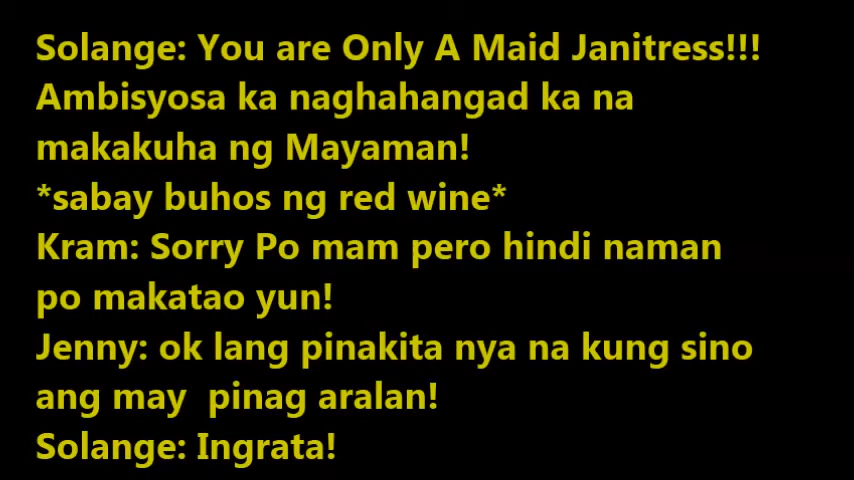 Solange: You are Only A Maid Janitress!!!
Ambisyosa ka naghahangad ka na
makakuha ng Mayaman!
*sabay buhos ng red wine*
Kram: Sorry Po mam pero hindi naman
po makatao yun!
Jenny: ok lang pinakita nya na kung sino
ang may  pinag aralan!
Solange: Ingrata!